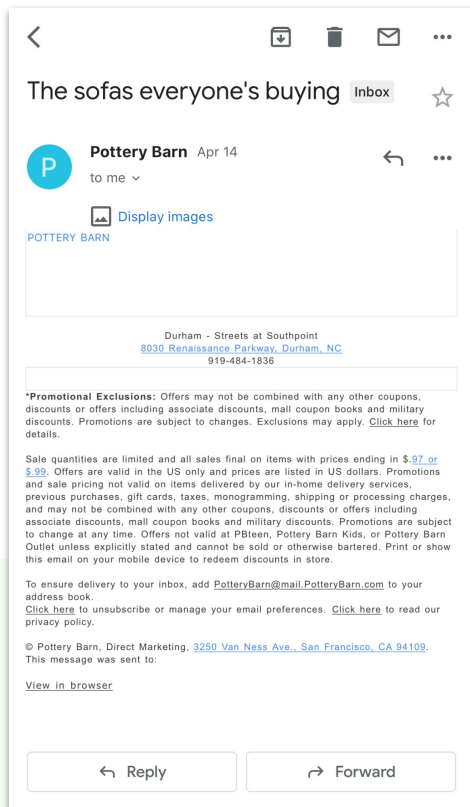 The sofas everyone's buying Inbox
P
Pottery Barn Apr 14
to me
Display images
POTTERY BARN
Durham - Streets at Southpoint
8030 Renaissance Parkway, Durham, NC
919-484-1836
*Promotional Exclusions: Offers may not be combined with any other coupons,
discounts or offers including associate discounts, mall coupon books and military
discounts. Promotions are subject to changes. Exclusions may apply. Click here for
details.
Sale quantities are limited and all sales final on items with prices ending in $.97 or
$.99. Offers are valid in the US only and prices are listed in US dollars. Promotions
and sale pricing not valid on items delivered by our in-home delivery services,
previous purchases, gift cards, taxes, monogramming, shipping or processing charges,
and may not be combined with any other coupons, discounts or offers including
associate discounts, mall coupon books and military discounts. Promotions are subject
to change at any time. Offers not valid at PBteen, Pottery Barn Kids, or Pottery Barn
Outlet unless explicitly stated and cannot be sold or otherwise bartered. Print or show
this email on your mobile device to redeem discounts in store.
To ensure delivery to your inbox, add PotteryBarn@mail.PotteryBarn.com to your
address book.
Click here to unsubscribe or manage your email preferences. Click here to read our
privacy policy.
© Pottery Barn, Direct Marketing, 3250 Van Ness Ave., San Francisco, CA 94109.
This message was sent to:
View in browser
Reply
Forward